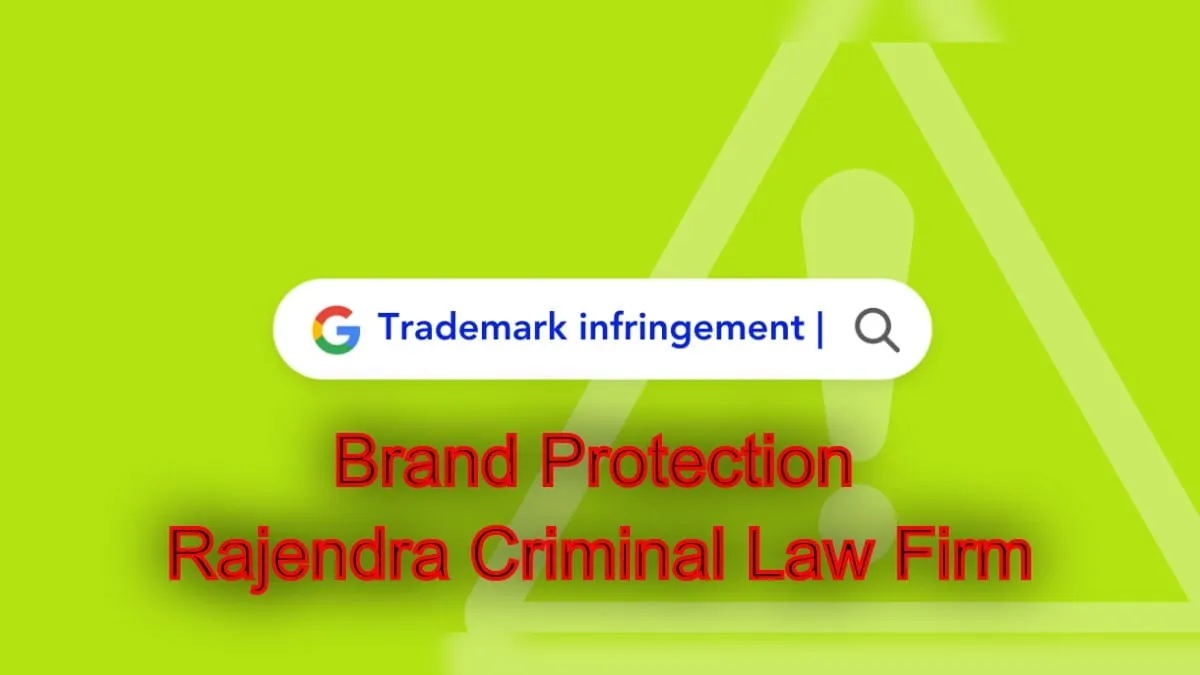 Trademark infringement |
Brand Protection
Rajendra Criminal Law Firm